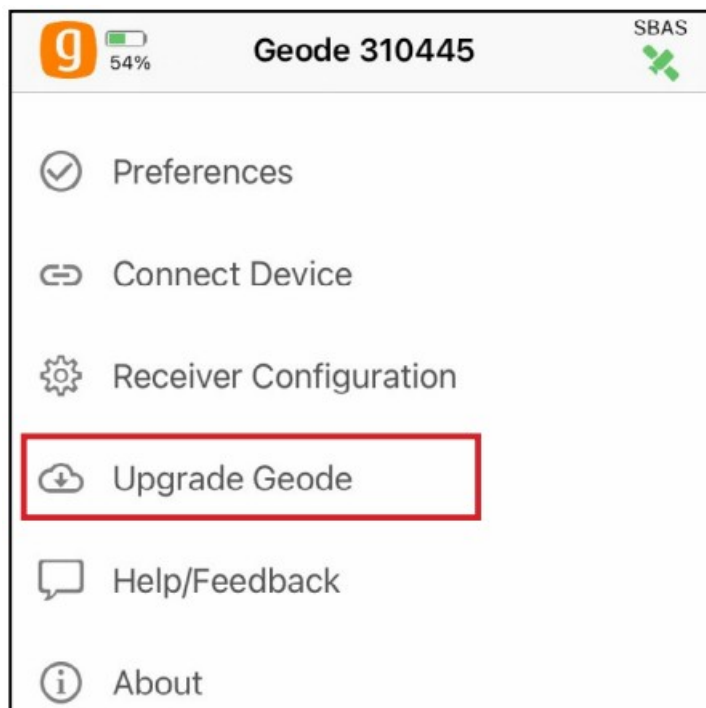 g
54%
Geode 310445
SBAS
Preferences
Connect Device
Receiver Configuration
Upgrade Geode
Help/Feedback
About